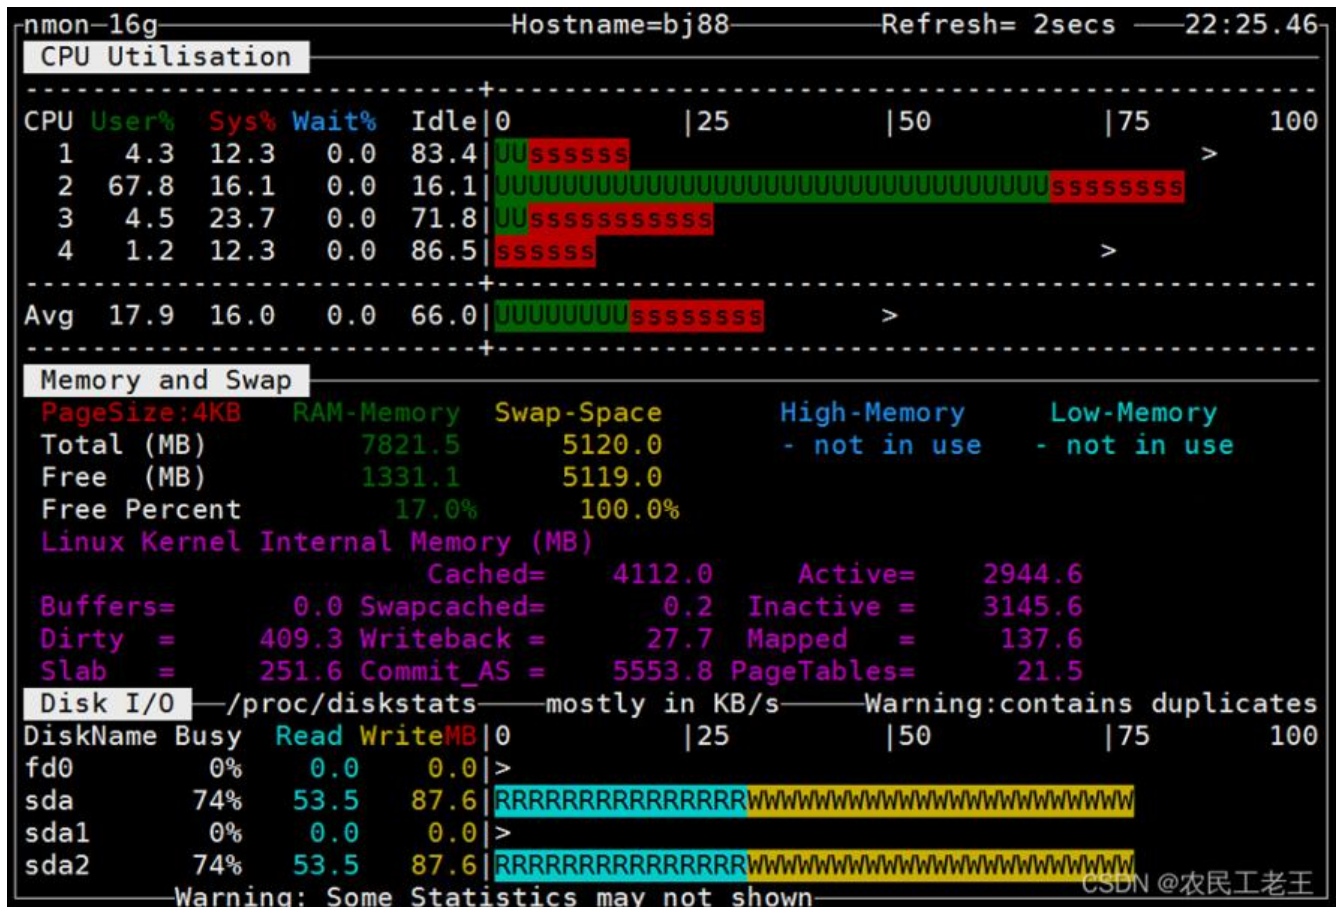 nmon-16g Hostname=bj88 Refresh= 2secs 22:25.46
CPU Utilisation
---------------------------+-------------------------------------------------
CPU User% Sys% Wait% Idle|0 |25 |50 |75 100
1 4.3 12.3 0.0 83.4|UUssssss >
2 67.8 16.1 0.0 16.1|UUUUUUUUUUUUUUUUUUUUUUUUUUUUUUUUUssssssss
3 4.5 23.7 0.0 71.8|UUsssssssssss
4 1.2 12.3 0.0 86.5|ssssss >
---------------------------+-------------------------------------------------
Avg 17.9 16.0 0.0 66.0|UUUUUUUUssssssss >
---------------------------+-------------------------------------------------
Memory and Swap
PageSize:4KB RAM-Memory Swap-Space High-Memory Low-Memory
Total (MB) 7821.5 5120.0 - not in use - not in use
Free (MB) 1331.1 5119.0
Free Percent 17.0% 100.0%
Linux Kernel Internal Memory (MB)
Cached= 4112.0 Active= 2944.6
Buffers= 0.0 Swapcached= 0.2 Inactive = 3145.6
Dirty = 409.3 Writeback = 27.7 Mapped = 137.6
Slab = 251.6 Commit_AS = 5553.8 PageTables= 21.5
Disk I/O /proc/diskstats mostly in KB/s Warning:contains duplicates
DiskName Busy Read WriteMB|0 |25 |50 |75 100
fd0 0% 0.0 0.0|>
sda 74% 53.5 87.6|RRRRRRRRRRRRRRRWWWWWWWWWWWWWWWWWWWWWWW
sda1 0% 0.0 0.0|>
sda2 74% 53.5 87.6|RRRRRRRRRRRRRRRWWWWWWWWWWWWWWWWWWWWWWW
Warning: Some Statistics may not shown
CSDN @农民工老王